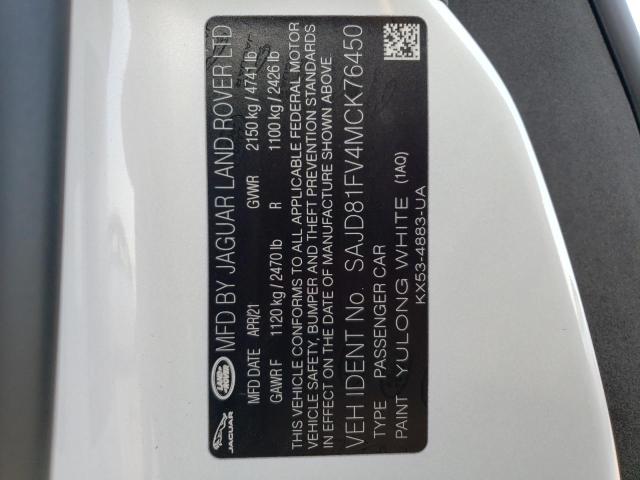 JAGUAR
LAND ROVER
MFD BY JAGUAR LAND ROVER LTD
MFD DATE APR/21 GVWR 2150 kg / 4741 lb
GAWR F 1120 kg / 2470 lb R 1100 kg / 2426 lb
THIS VEHICLE CONFORMS TO ALL APPLICABLE FEDERAL MOTOR
VEHICLE SAFETY, BUMPER AND THEFT PREVENTION STANDARDS
IN EFFECT ON THE DATE OF MANUFACTURE SHOWN ABOVE
VEH IDENT No. SAJD81FV4MCK76450
TYPE PASSENGER CAR
PAINT YULONG WHITE (1AQ)
KX53-4883-UA